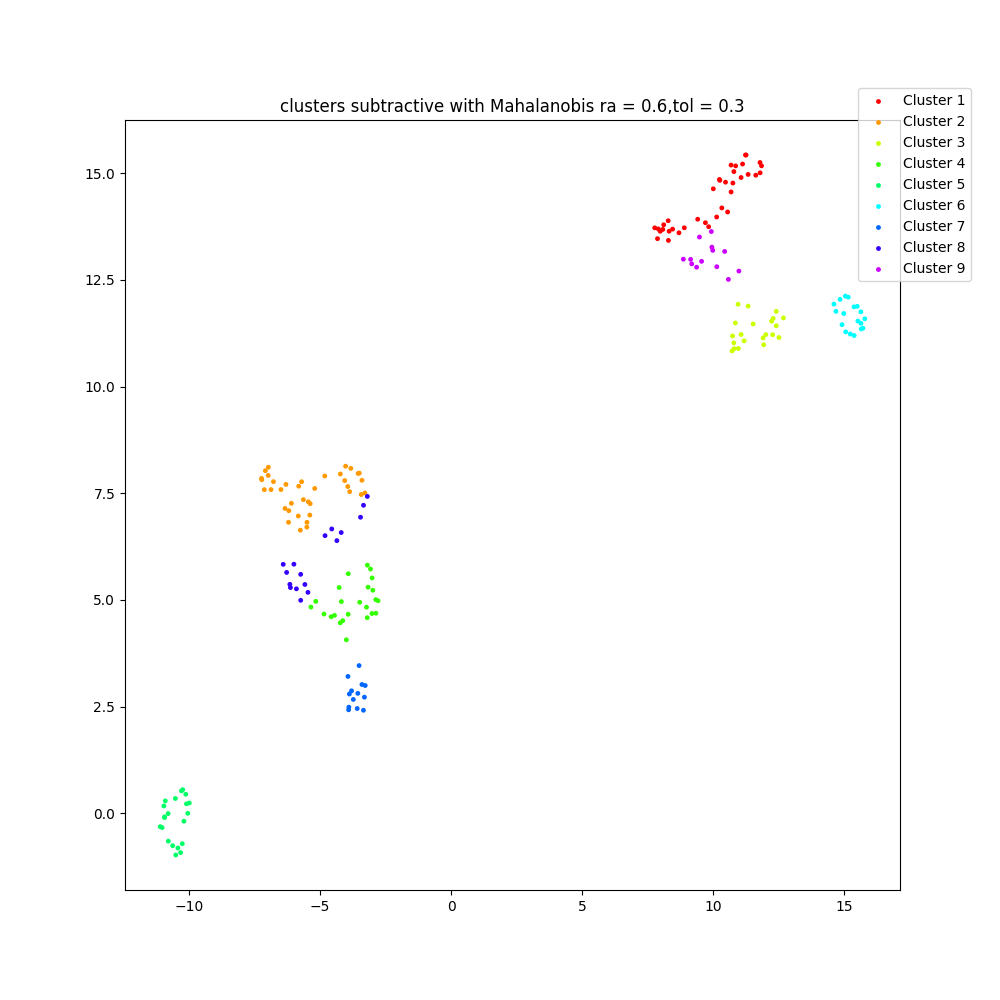 clusters subtractive with Mahalanobis ra = 0.6,tol = 0.3
Cluster 1
Cluster 2
Cluster 3
Cluster 4
Cluster 5
Cluster 6
Cluster 7
Cluster 8
Cluster 9
15.0
12.5
10.0
7.5
5.0
2.5
0.0
−10 −5 0 5 10 15